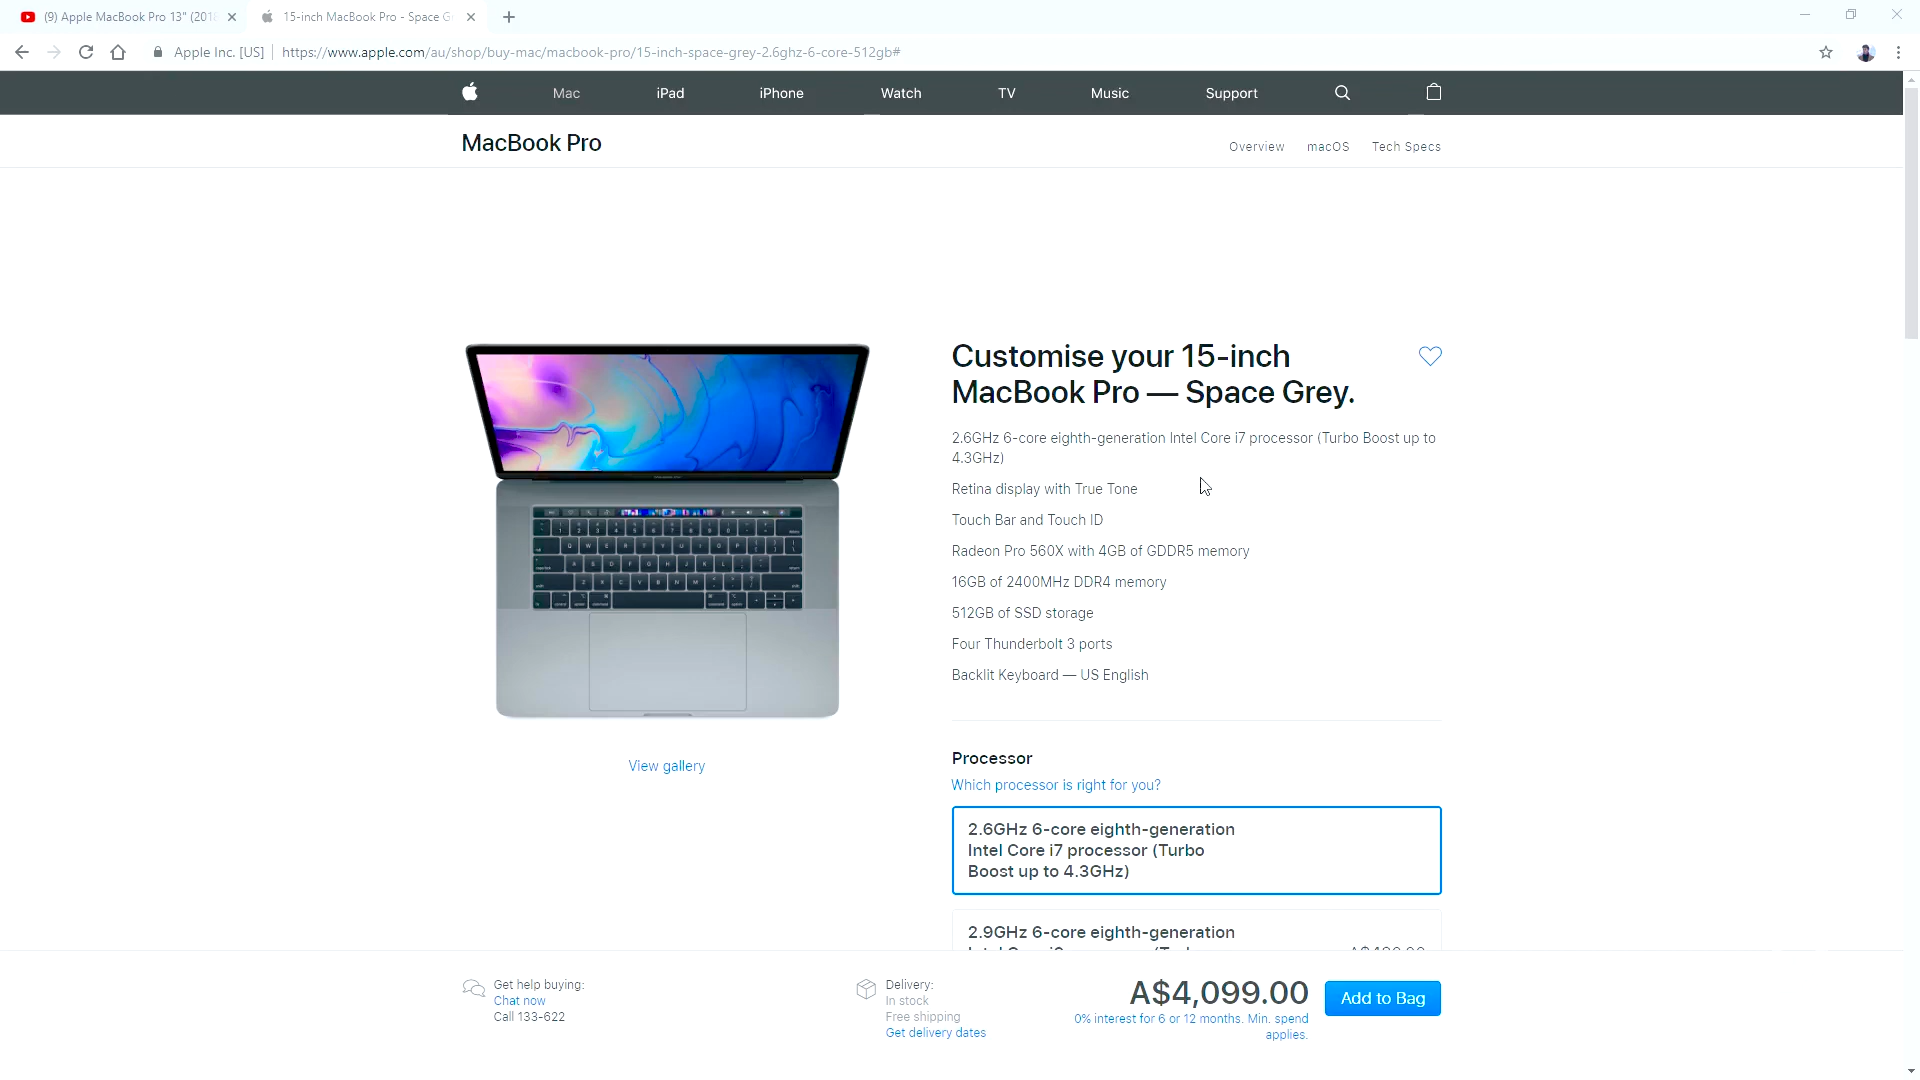 (9) Apple MacBook Pro 13" (201
15-inch MacBook Pro - Space G
Apple Inc. [US]
https://www.apple.com/au/shop/buy-mac/macbook-pro/15-inch-space-grey-2.6ghz-6-core-512gb#
Mac
iPad
iPhone
Watch
TV
Music
Support
MacBook Pro
Overview
macOS
Tech Specs
Customise your 15-inch
MacBook Pro — Space Grey.
2.6GHz 6-core eighth-generation Intel Core i7 processor (Turbo Boost up to
4.3GHz)
Retina display with True Tone
Touch Bar and Touch ID
Radeon Pro 560X with 4GB of GDDR5 memory
16GB of 2400MHz DDR4 memory
512GB of SSD storage
Four Thunderbolt 3 ports
Backlit Keyboard — US English
View gallery
Processor
Which processor is right for you?
2.6GHz 6-core eighth-generation
Intel Core i7 processor (Turbo
Boost up to 4.3GHz)
2.9GHz 6-core eighth-generation
Get help buying:
Chat now
Call 133-622
Delivery:
In stock
Free shipping
Get delivery dates
A$4,099.00
0% interest for 6 or 12 months. Min. spend
applies.
Add to Bag